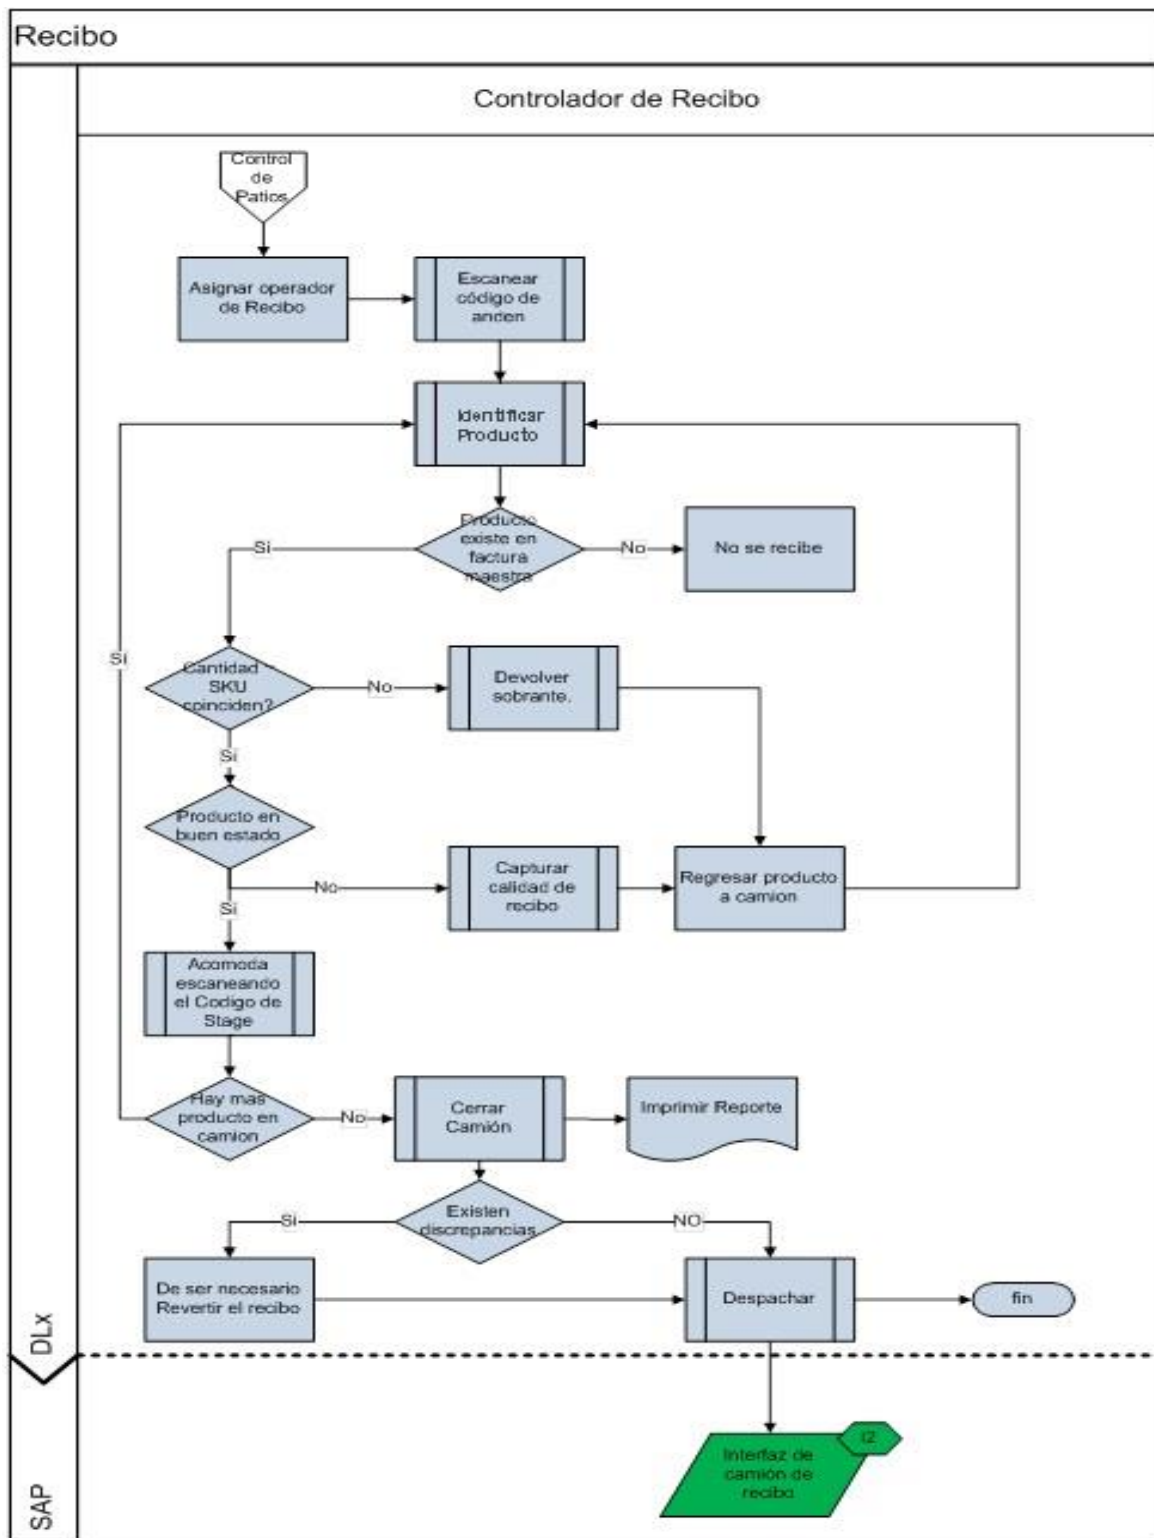 Recibo
Controlador de Recibo
Control
de
Patios
Asignar operador
de Recibo
Escanear
código de
anden
Identificar
Producto
Producto
existe en
factura
maestra
Si
No
No se recibe
Si
Cantidad –
SKU
coinciden?
No
Devolver
sobrante.
Si
Producto en
buen estado
No
Capturar
calidad de
recibo
Regresar producto
a camion
Si
Acomoda
escaneando
el Codigo de
Stage
Hay mas
producto en
camion
No
Cerrar
Camión
Imprimir Reporte
Existen
discrepancias
Si
NO
De ser necesario
Revertir el recibo
Despachar
fin
DLx
I2
Interfaz de
camión de
recibo
SAP